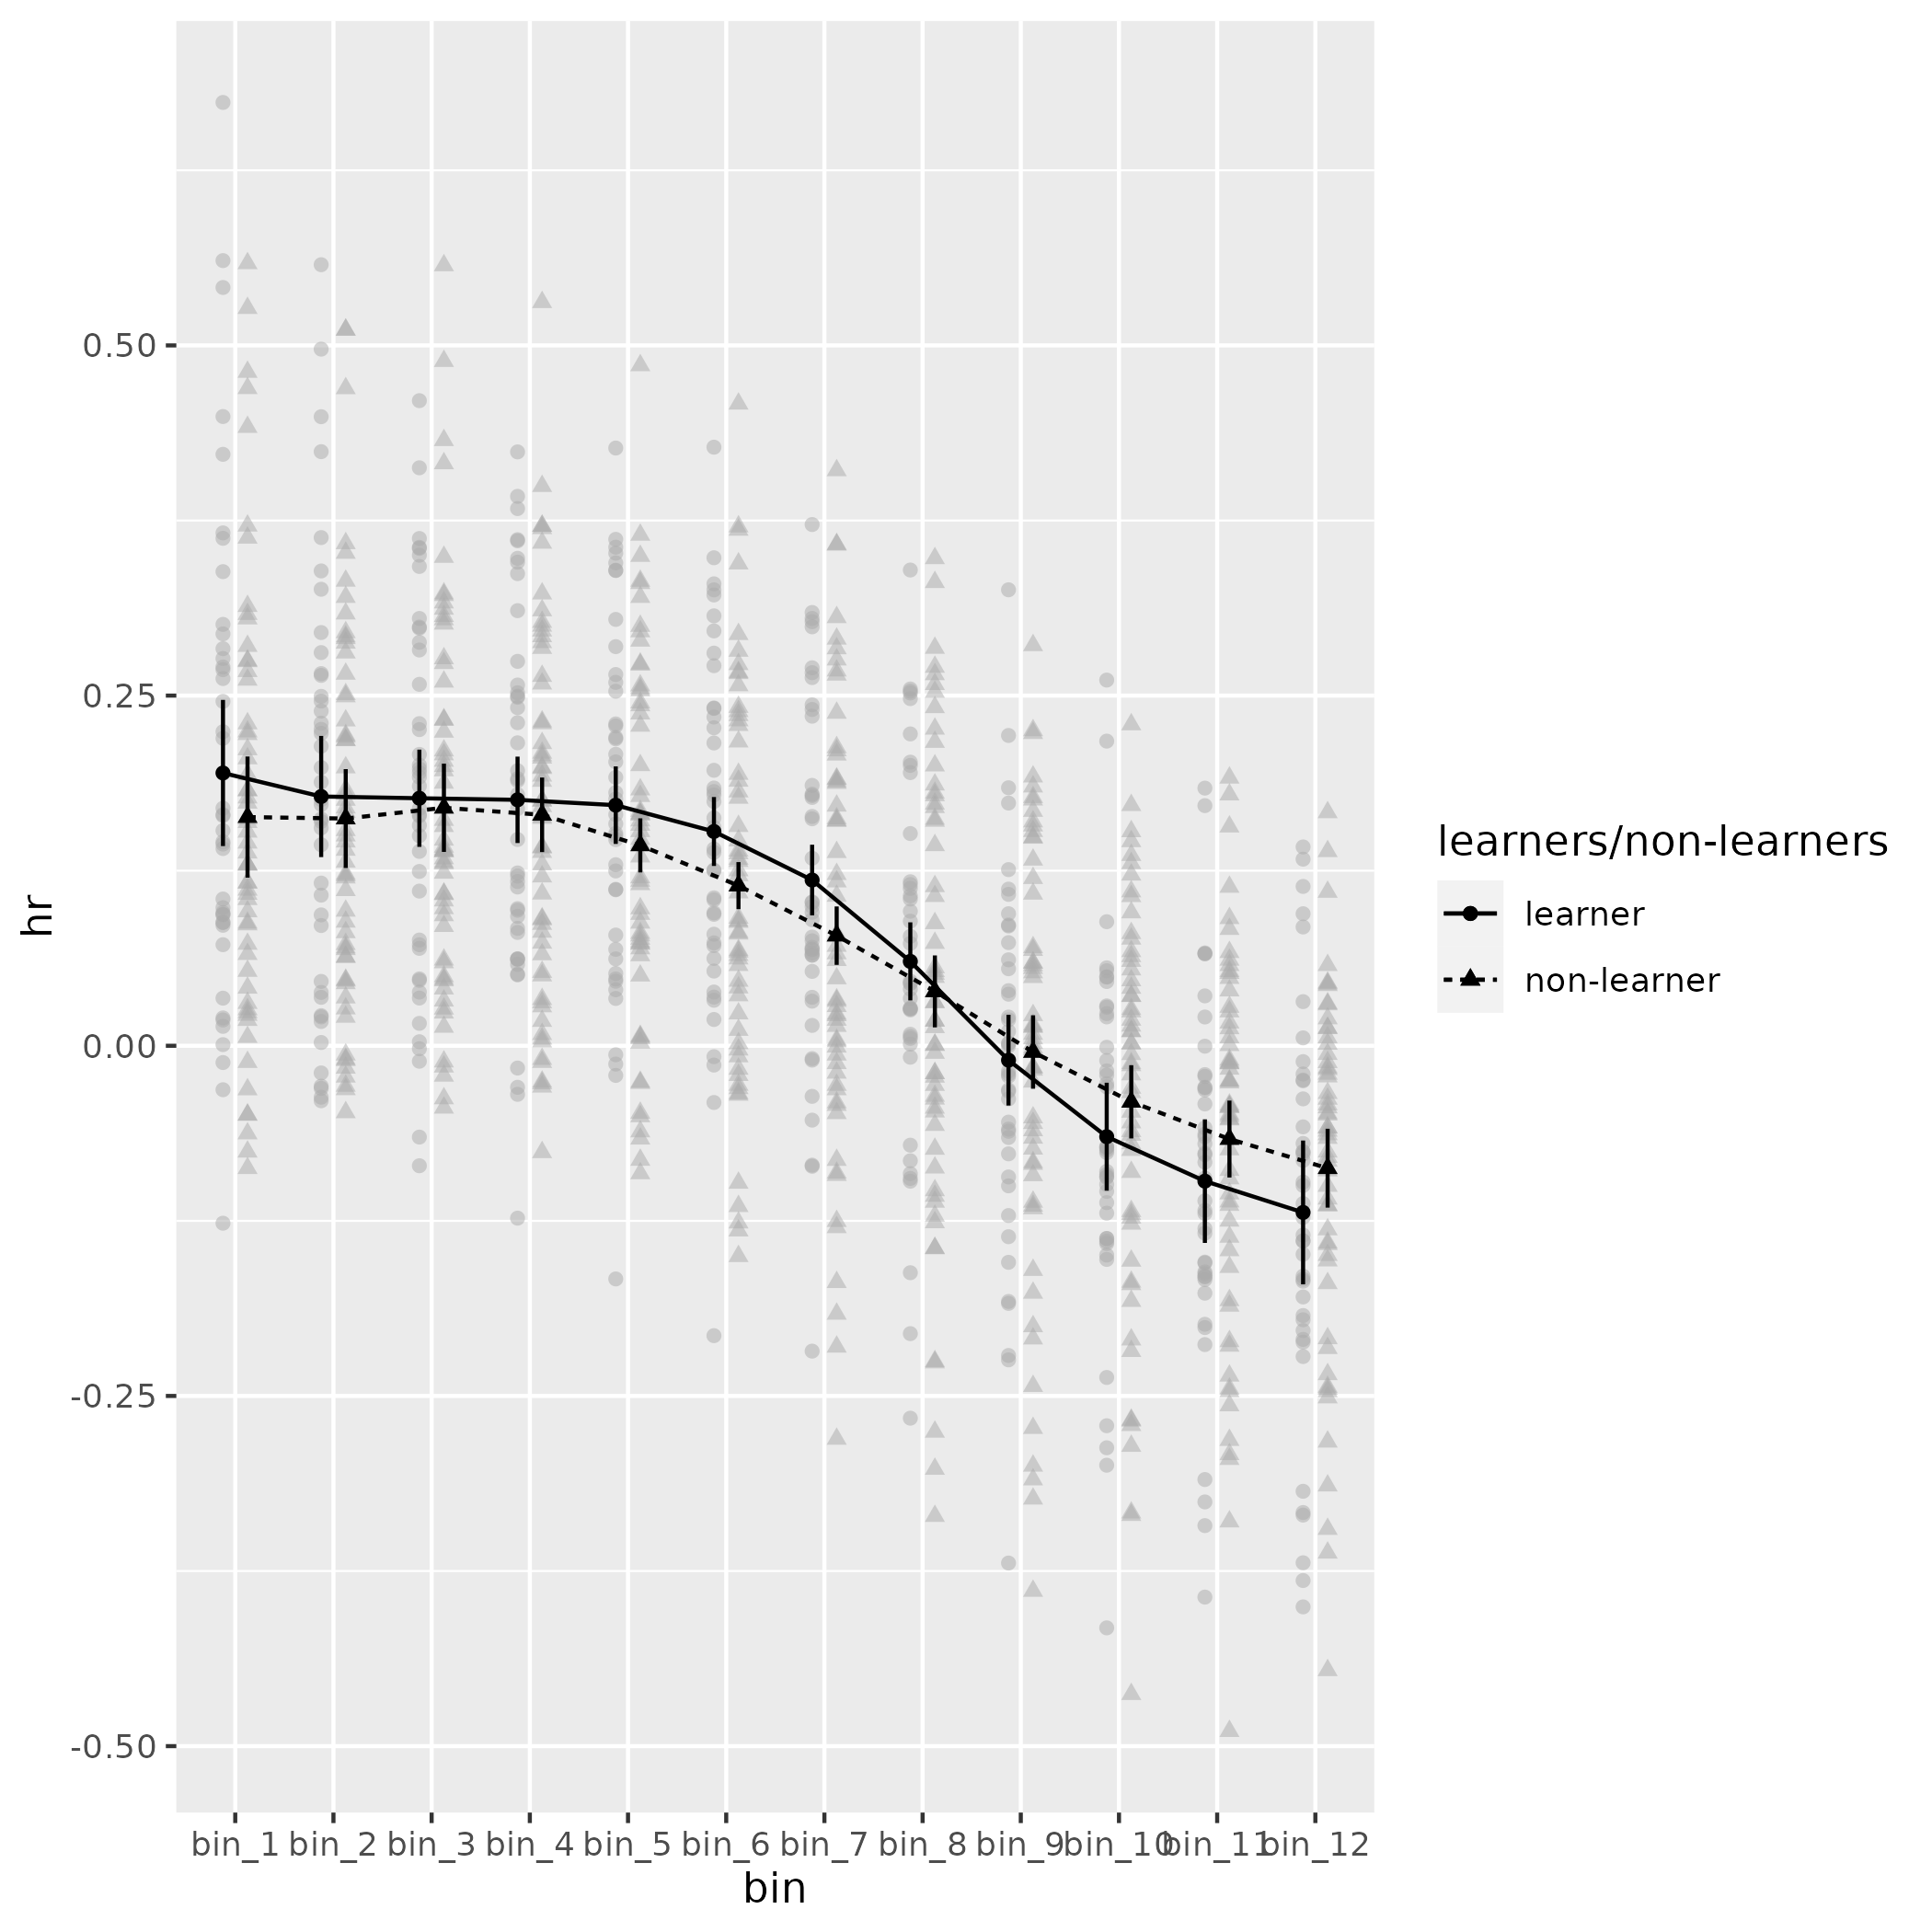 hr
0.50
0.25
0.00
-0.25
-0.50
bin_1 bin_2 bin_3 bin_4 bin_5 bin_6 bin_7 bin_8 bin_9 bin_10 bin_11 bin_12
bin
learners/non-learners
learner
non-learner